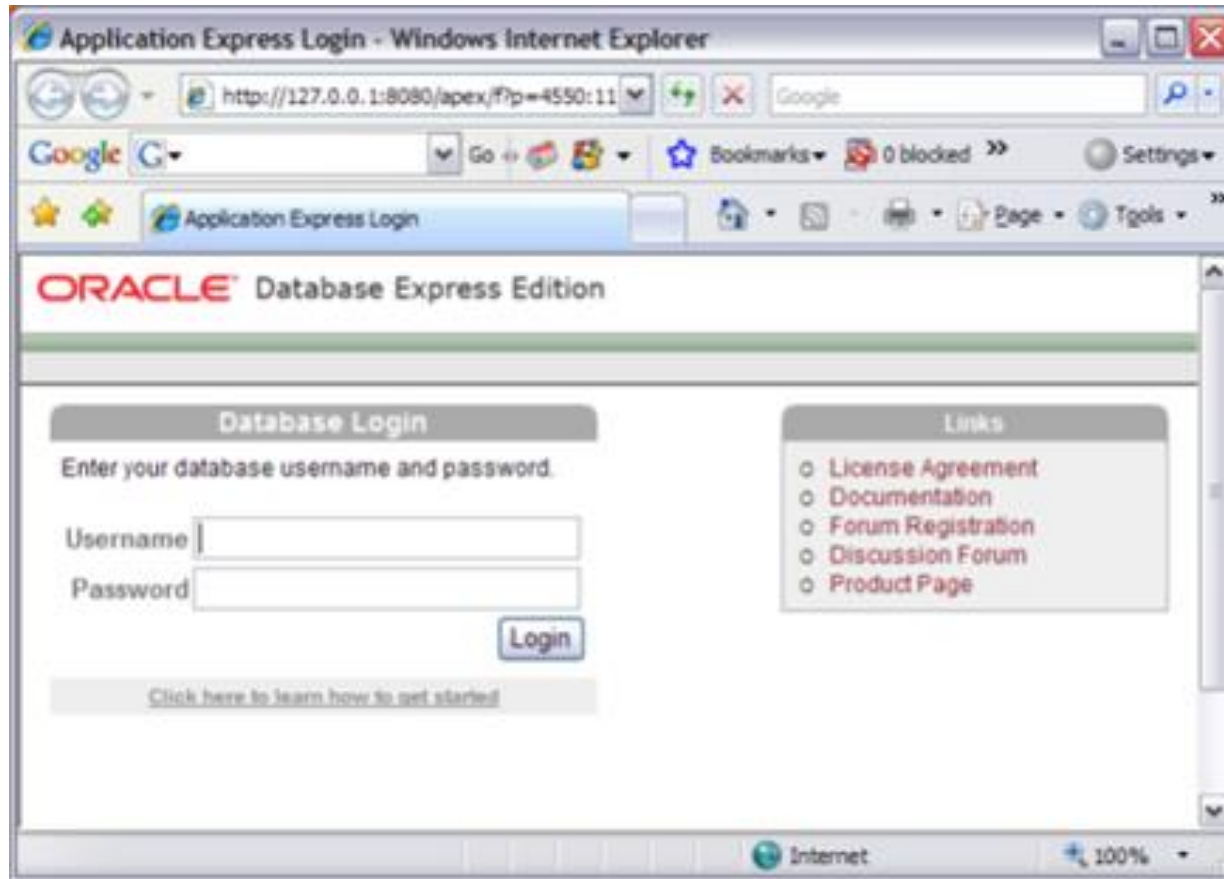 Application Express Login - Windows Internet Explorer
http://127.0.0.1:8080/apex/f?p=4550:11 Google
Google G Go Bookmarks 0 blocked » Settings
Application Express Login Page Tools »
ORACLE Database Express Edition
Database Login
Enter your database username and password.
Username
Password
Login
Click here to learn how to get started
Links
License Agreement
Documentation
Forum Registration
Discussion Forum
Product Page
Internet 100%